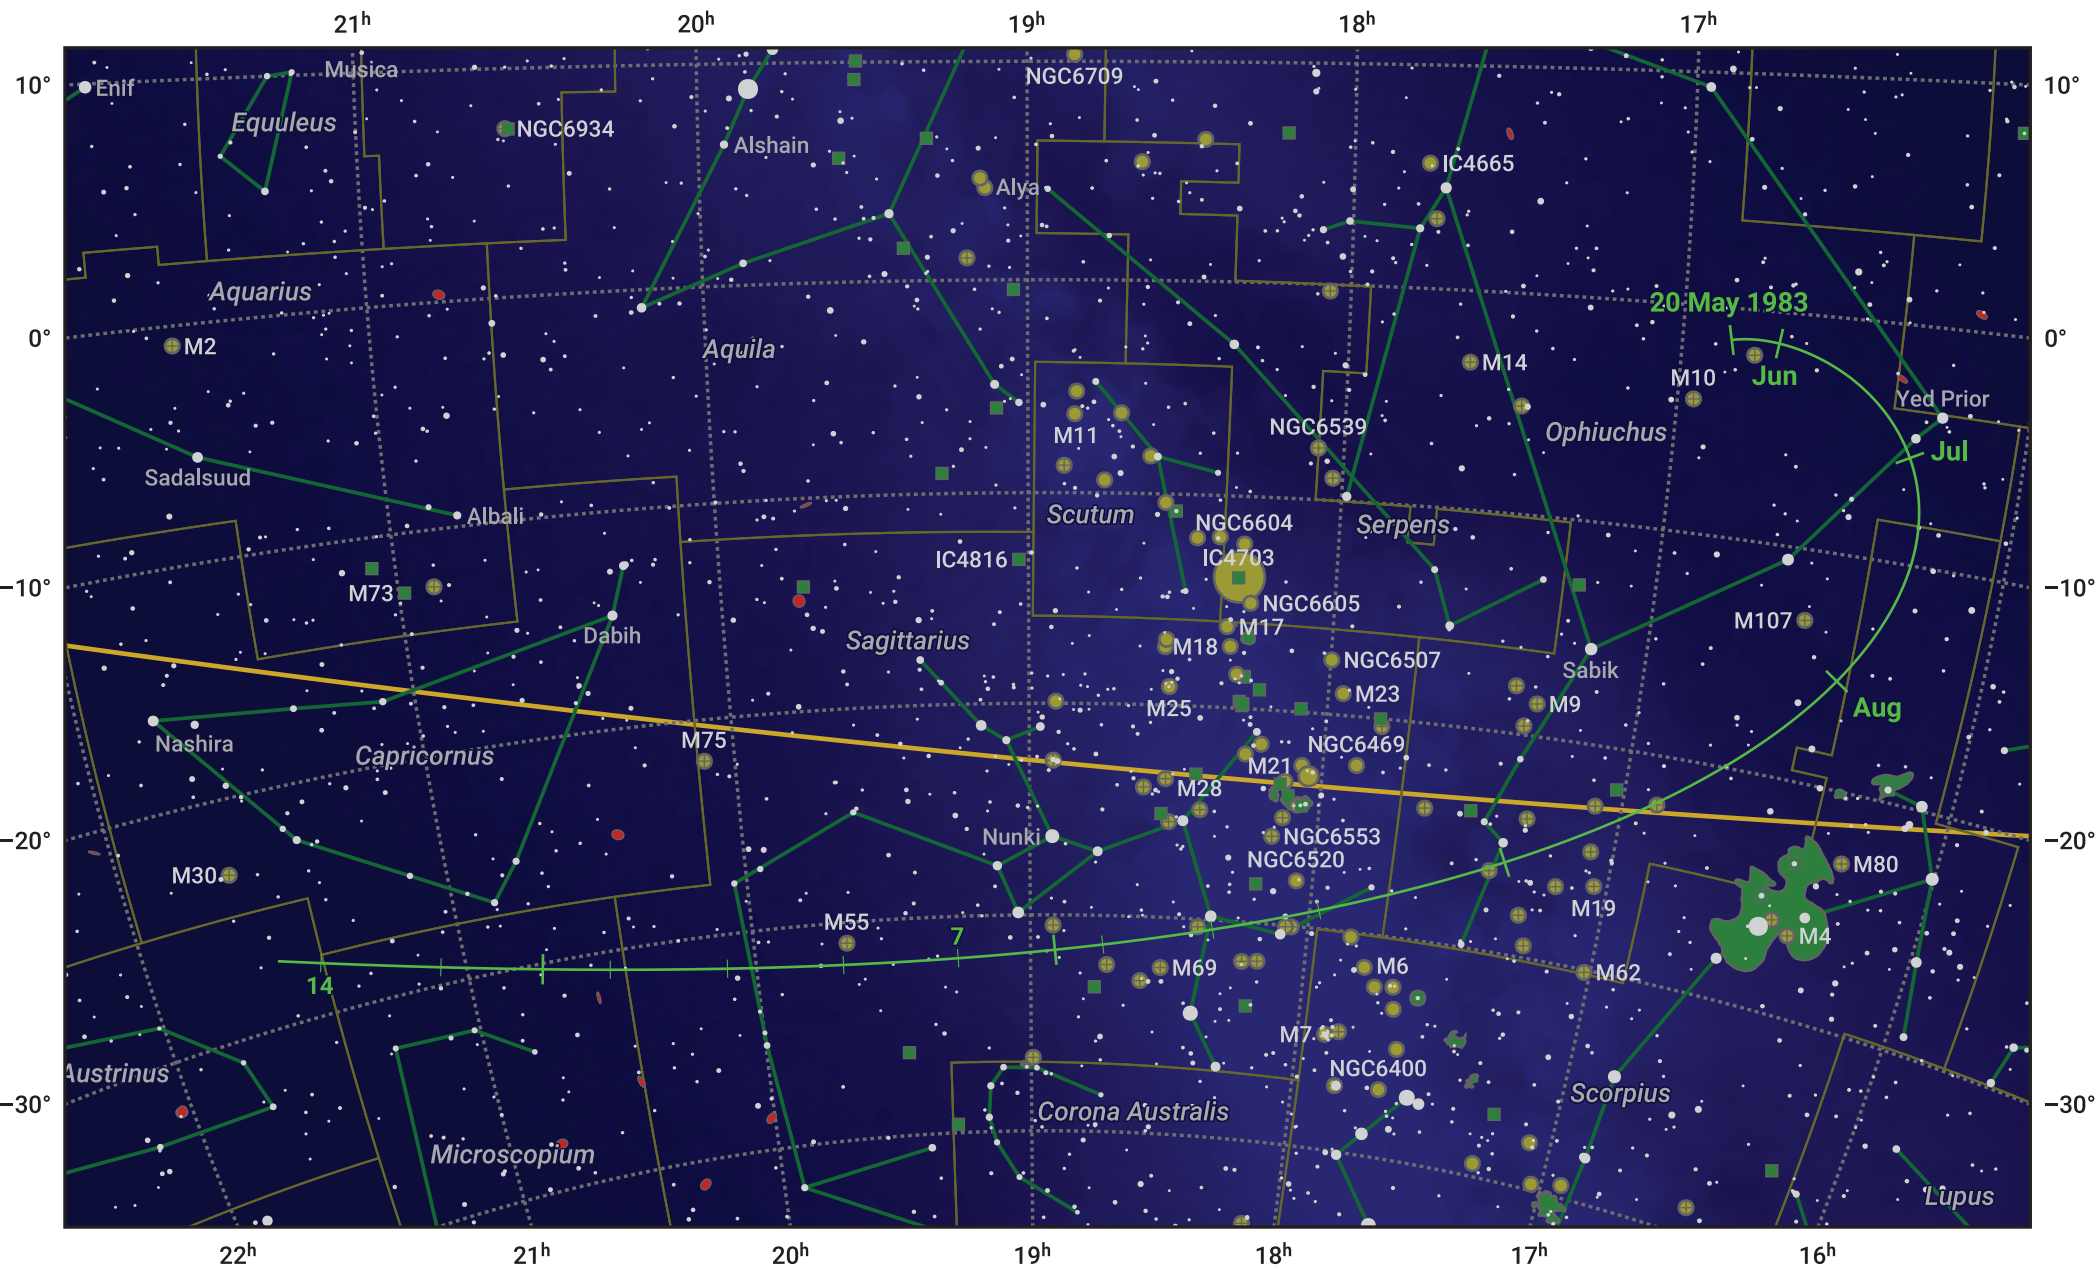 21h 20h 19h 18h 17h
10° 10°
Enif
Musica
NGC6709
Equuleus
NGC6934
Alshain
IC4665
Alya
Aquarius
20 May 1983
0° 0°
M2
Aquila
M14
M10
Jun
Yed Prior
M11
NGC6539
Ophiuchus
Jul
Sadalsuud
Albali
Scutum
NGC6604
Serpens
IC4816
IC4703
−10° −10°
M73
NGC6605
M107
Dabih
M17
Sagittarius
M18
NGC6507
Sabik
M25
M23
M9
Aug
Nashira
M75
Capricornus
NGC6469
M21
M28
Nunki
NGC6553
−20° −20°
NGC6520
M80
M30
M19
M55
7
M4
M69
M6
M62
14
M7
NGC6400
Austrinus
Scorpius
−30° −30°
Corona Australis
Microscopium
Lupus
22h 21h 20h 19h 18h 17h 16h